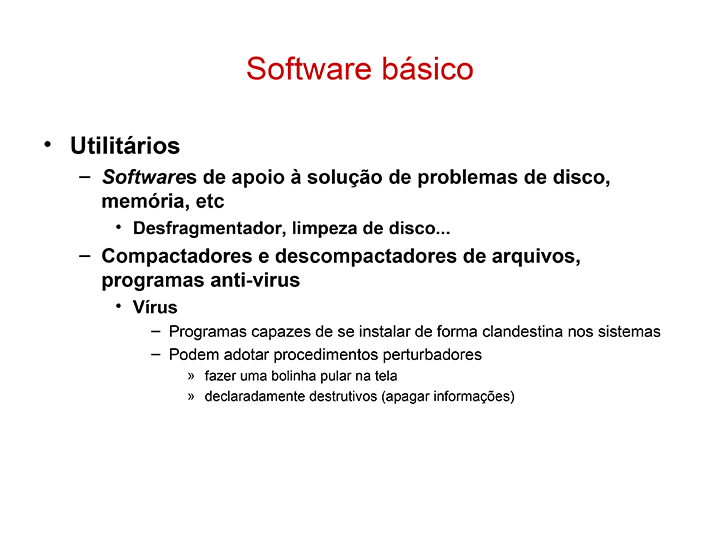 Software básico
• Utilitários
– Softwares de apoio à solução de problemas de disco,
memória, etc
• Desfragmentador, limpeza de disco...
– Compactadores e descompactadores de arquivos,
programas anti-virus
• Vírus
– Programas capazes de se instalar de forma clandestina nos sistemas
– Podem adotar procedimentos perturbadores
» fazer uma bolinha pular na tela
» declaradamente destrutivos (apagar informações)